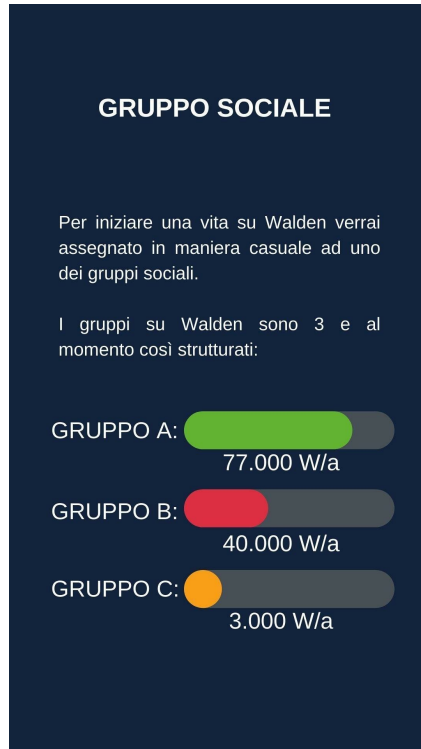 GRUPPO SOCIALE
Per iniziare una vita su Walden verrai
assegnato in maniera casuale ad uno
dei gruppi sociali.
I gruppi su Walden sono 3 e al
momento così strutturati:
GRUPPO A:
77.000 W/a
GRUPPO B:
40.000 W/a
GRUPPO C:
3.000 W/a